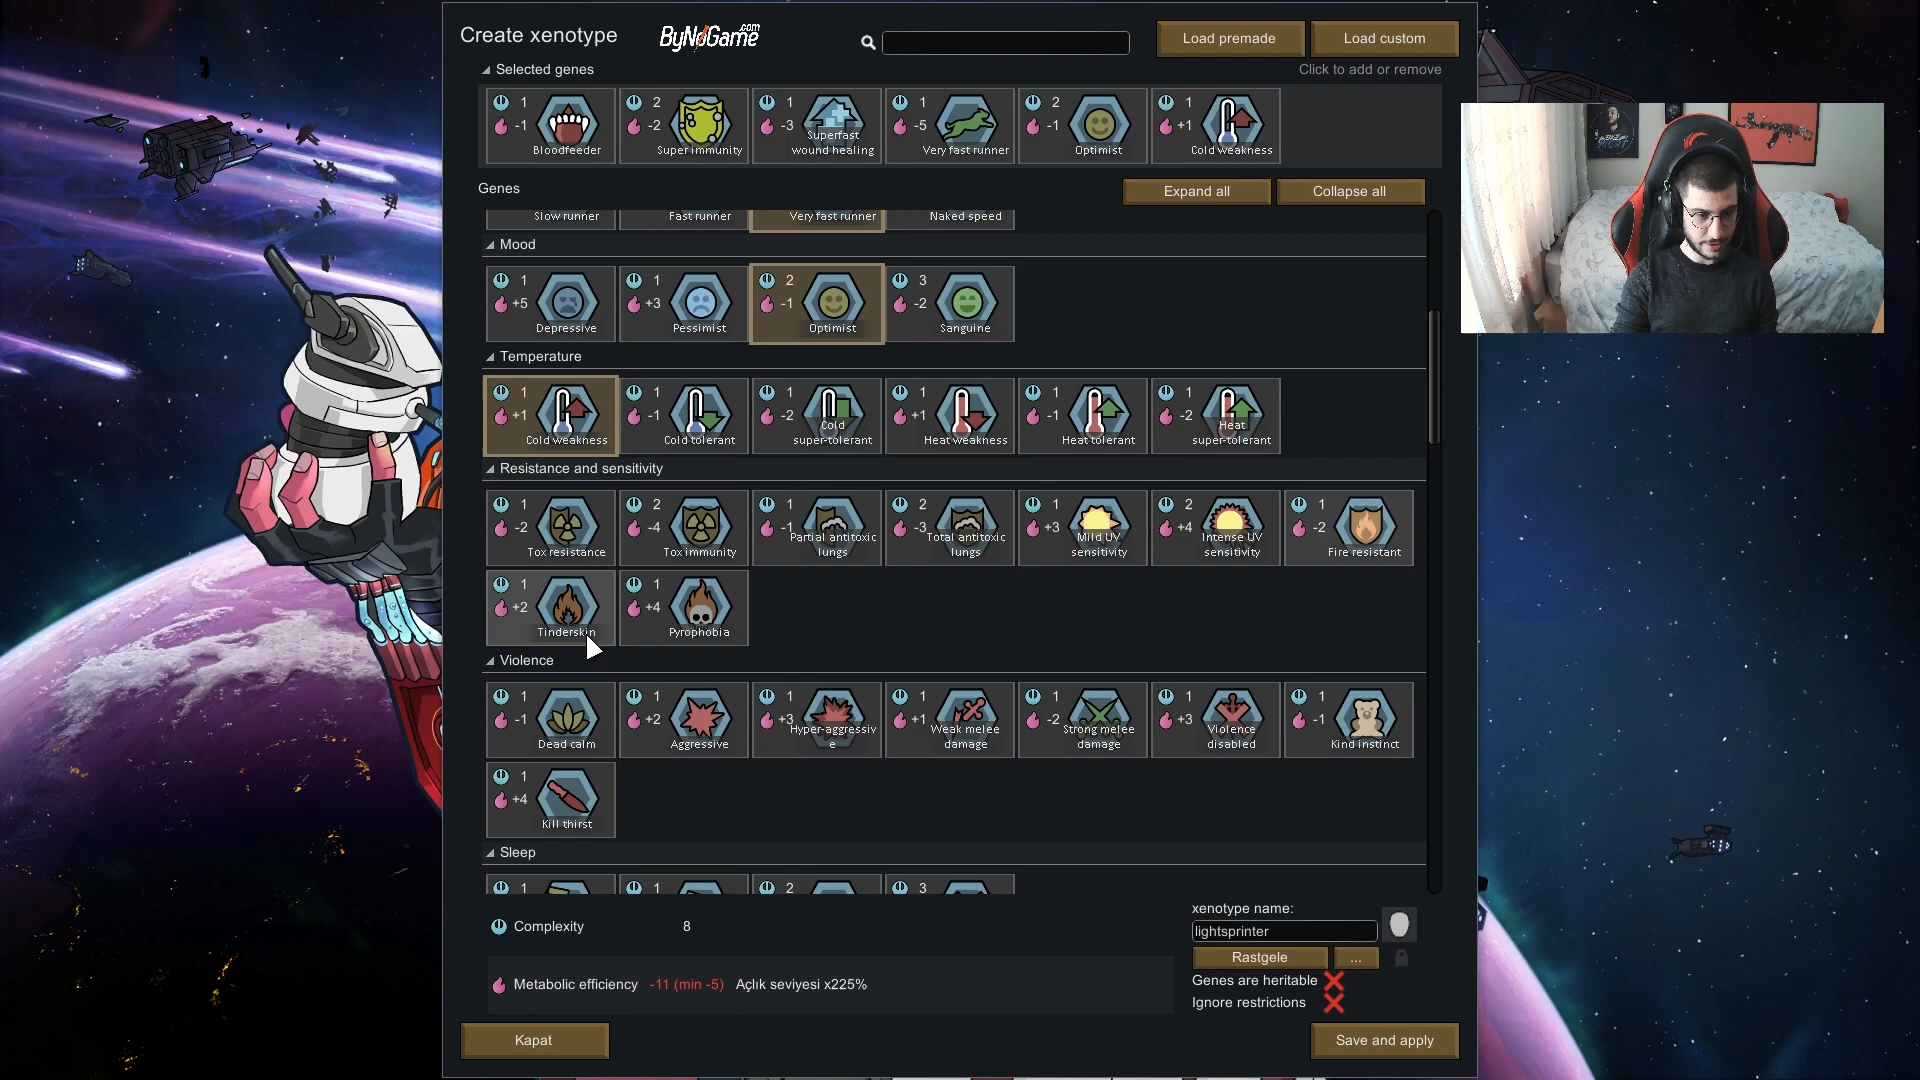 Create xenotype
ByNoGame.com
Load premade
Load custom
Selected genes
Click to add or remove
1 2 1 1 2 1
-1 -2 -3 -5 -1 +1
Bloodfeeder
Super immunity
Superfast
wound healing
Very fast runner
Optimist
Cold weakness
Genes
Expand all
Collapse all
Slow runner
Fast runner
Very fast runner
Naked speed
Mood
1 1 2 3
+5 +3 -1 -2
Depressive
Pessimist
Optimist
Sanguine
Temperature
1 1 1 1 1 1
+1 -1 -2 +1 -1 -2
Cold weakness
Cold tolerant
Cold
super-tolerant
Heat weakness
Heat tolerant
Heat
super-tolerant
Resistance and sensitivity
1 2 1 2 1 2 1
-2 -4 -1 -3 +3 +4 -2
Tox resistance
Tox immunity
Partial antitoxic
lungs
Total antitoxic
lungs
Mild UV
sensitivity
Intense UV
sensitivity
Fire resistant
1 1
+2 +4
Tinderskin
Pyrophobia
Violence
1 1 1 1 1 1 1
-1 +2 +3 +1 -2 +3 -1
Dead calm
Aggressive
Hyper-aggressiv
e
Weak melee
damage
Strong melee
damage
Violence
disabled
Kind instinct
1
+4
Kill thirst
Sleep
1 1 2 3
Complexity 8
xenotype name:
lightsprinter
Rastgele
...
Metabolic efficiency -11 (min -5) Açlık seviyesi x225%
Genes are heritable
Ignore restrictions
Kapat
Save and apply